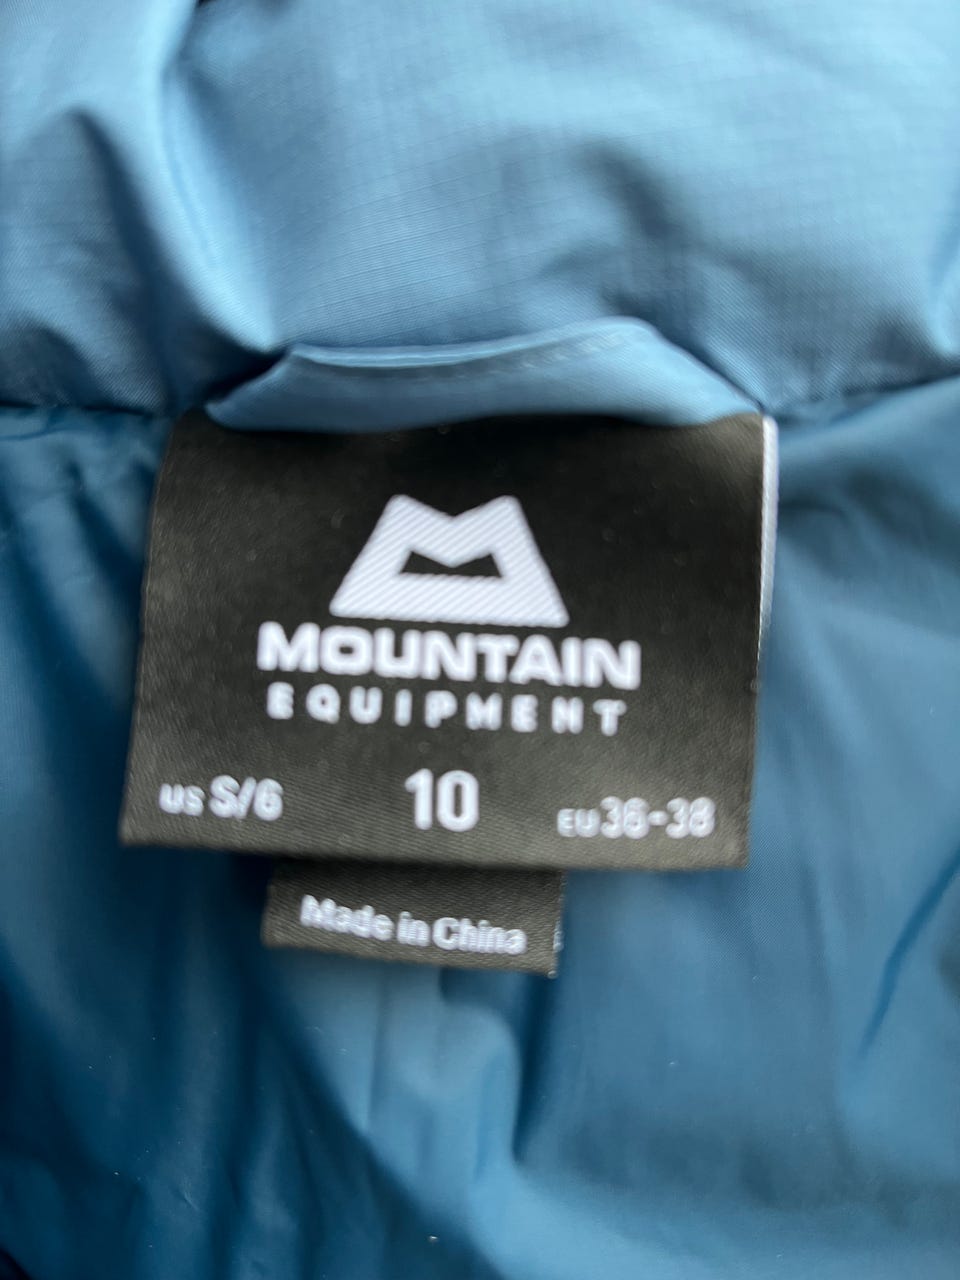 MOUNTAIN
EQUIPMENT
US S/6 10 EU 36-38
Made in China